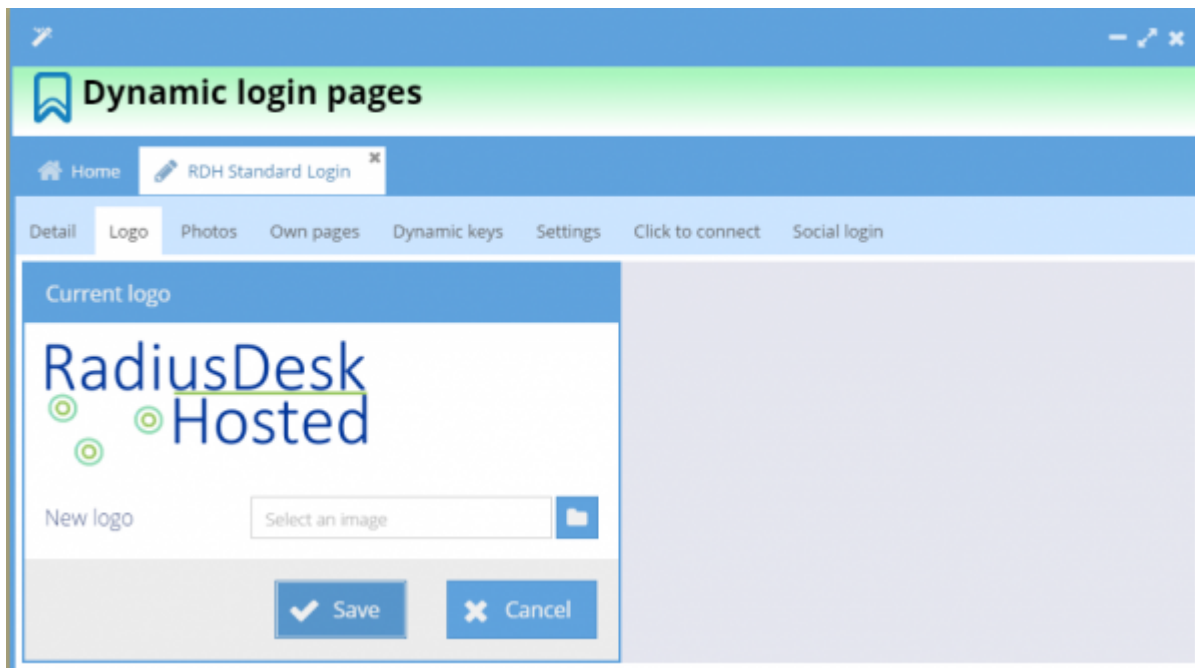 Dynamic login pages
Home RDH Standard Login
Detail Logo Photos Own pages Dynamic keys Settings Click to connect Social login
Current logo
RadiusDesk
Hosted
New logo Select an image
Save Cancel